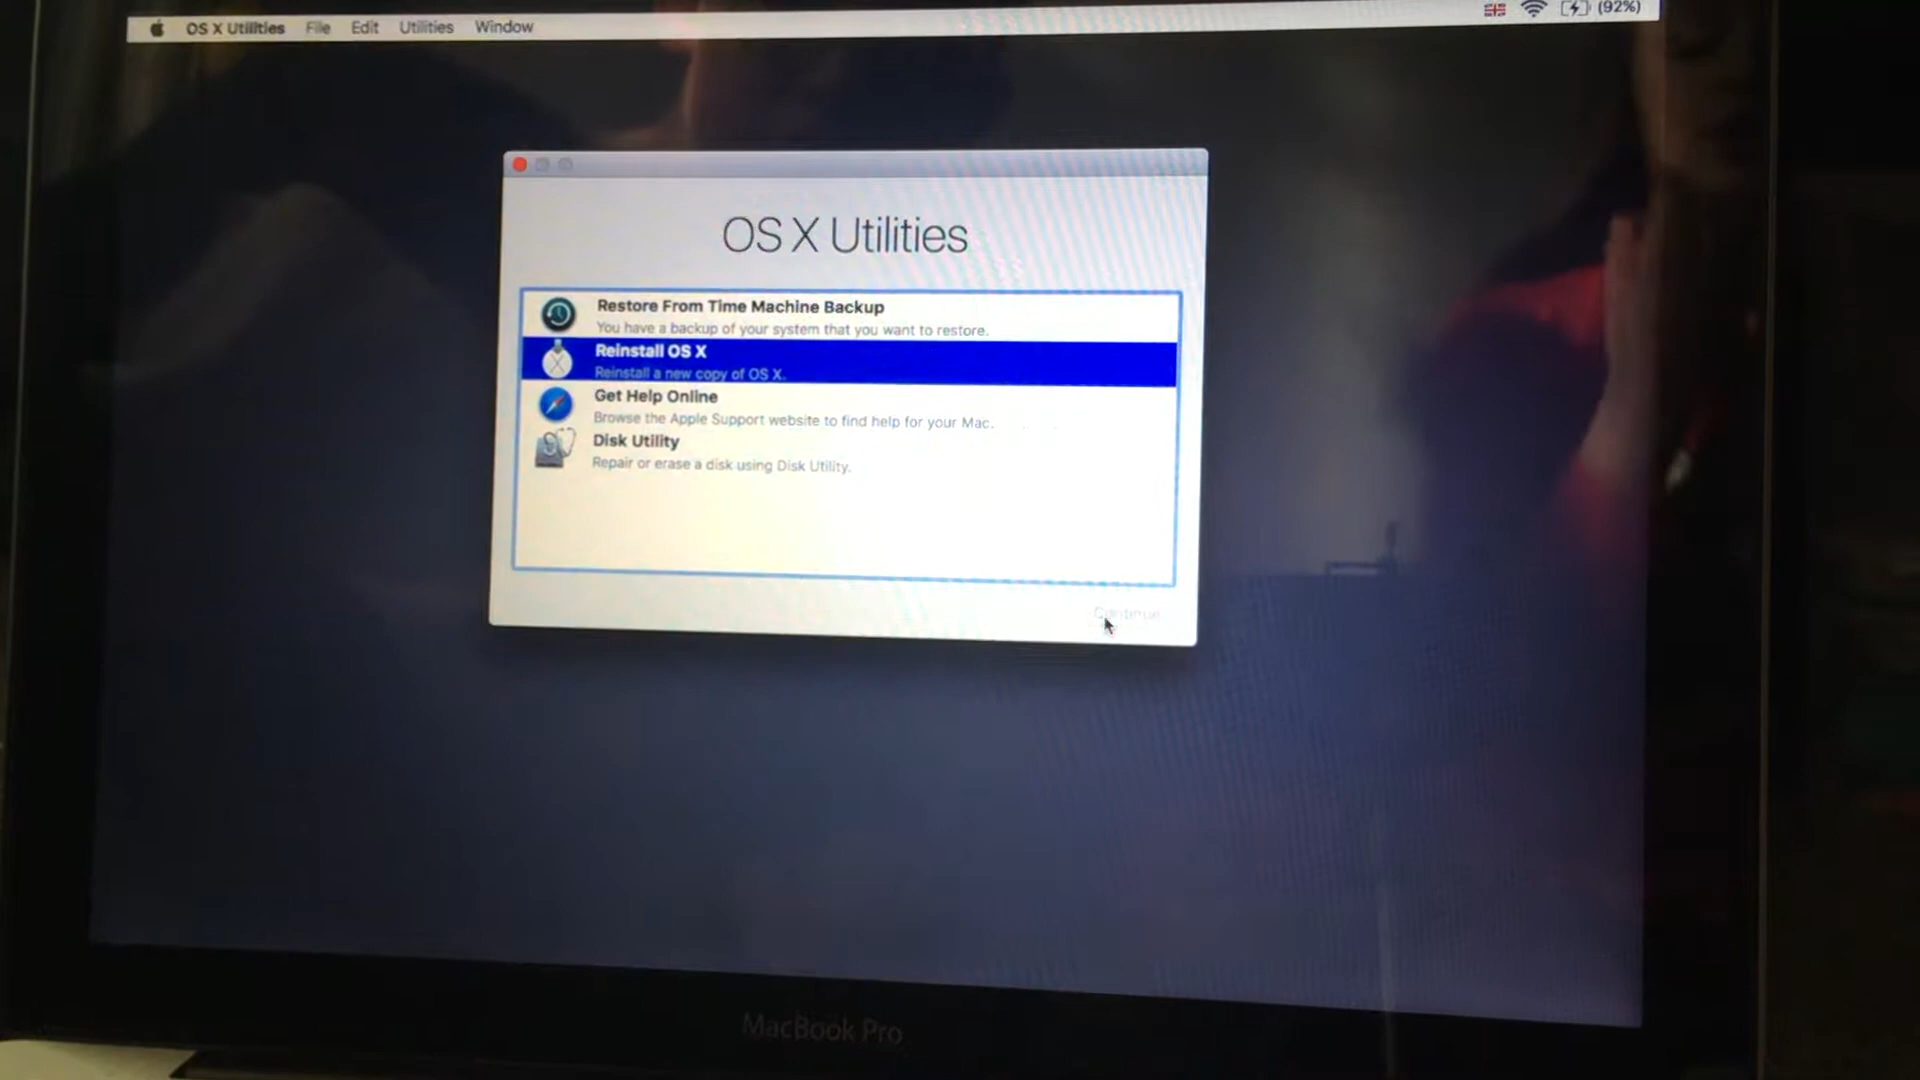 OS X Utilities File Edit Utilities Window (92%)
OS X Utilities
Restore From Time Machine Backup
You have a backup of your system that you want to restore.
Reinstall OS X
Reinstall a new copy of OS X.
Get Help Online
Browse the Apple Support website to find help for your Mac.
Disk Utility
Repair or erase a disk using Disk Utility.
Continue
MacBook Pro